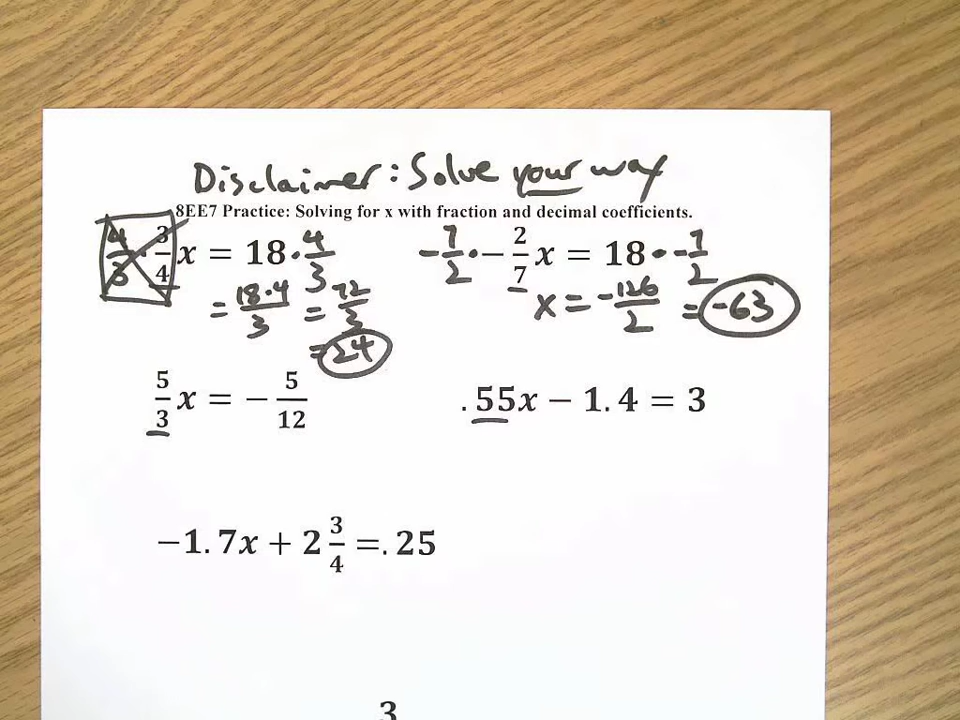 Disclaimer: Solve your way
8EE7 Practice: Solving for x with fraction and decimal coefficients.
4/3 · 3/4 x = 18 · 4/3
= 18·4/3 = 72/3
= 24
-7/2 · -2/7 x = 18 · -7/2
x = -126/2 = -63
5/3 x = -5/12
.55x - 1.4 = 3
-1.7x + 2 3/4 = .25
3